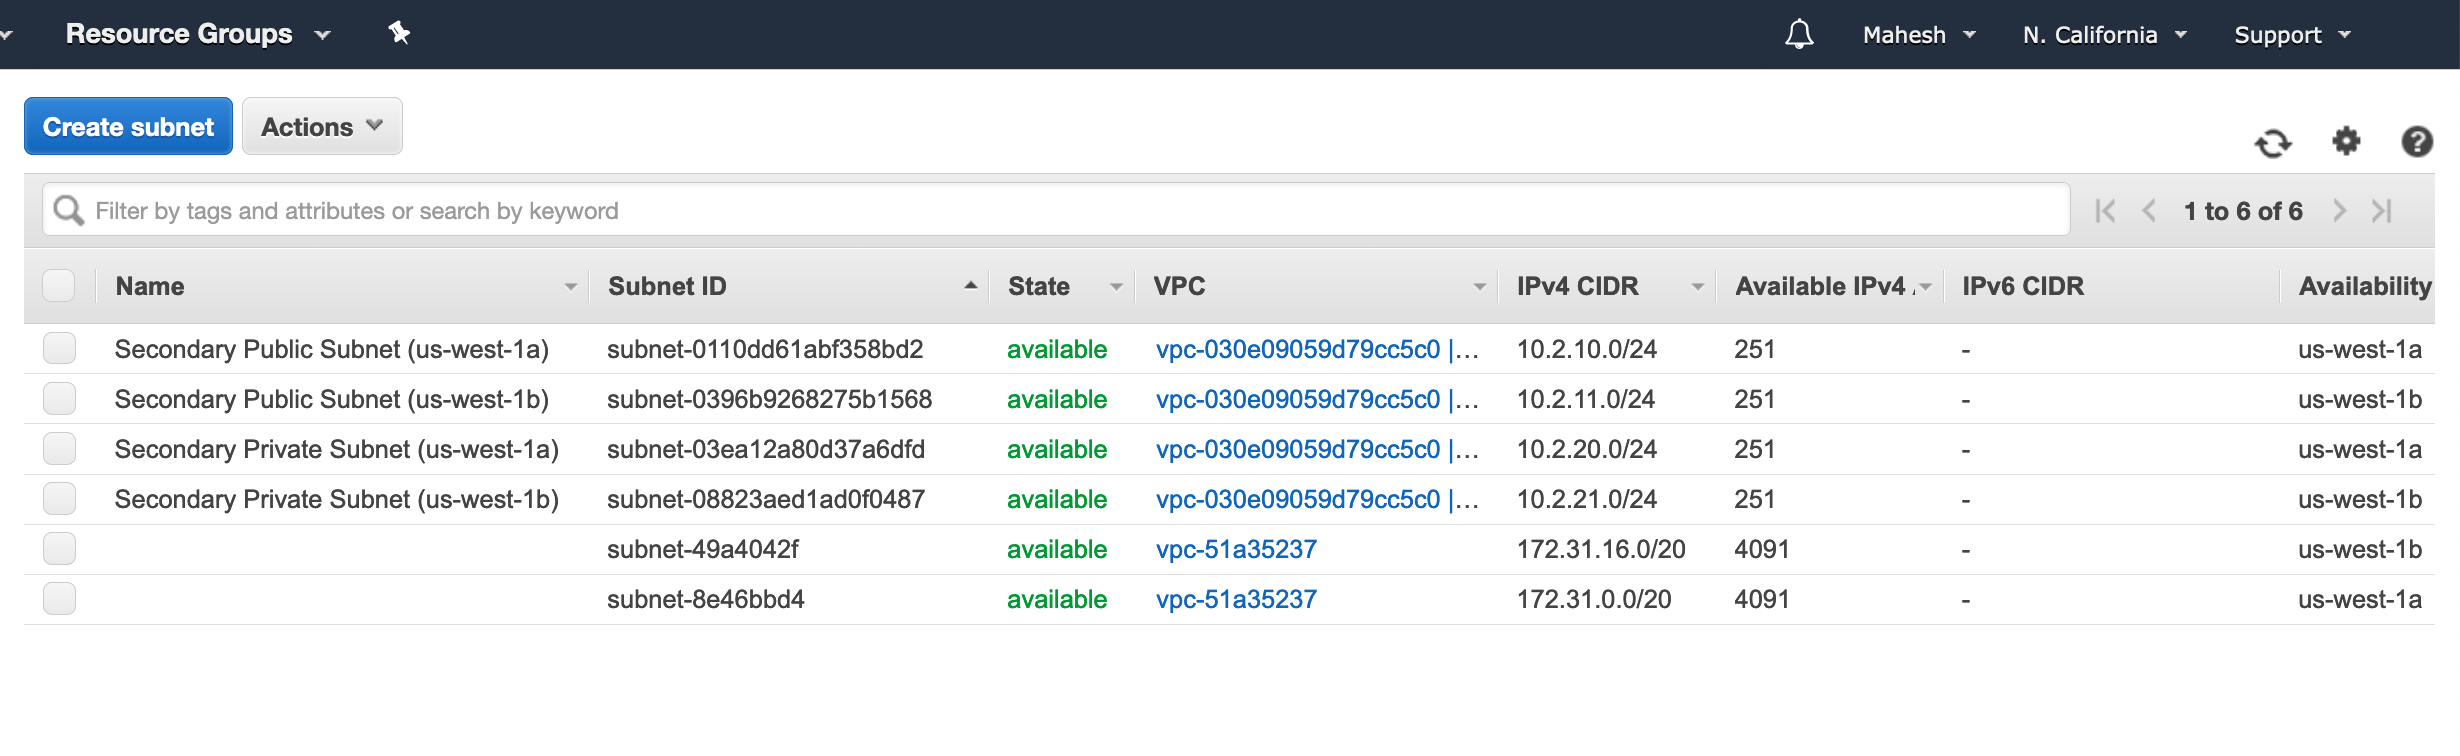 Resource Groups Mahesh N. California Support
Create subnet Actions
Filter by tags and attributes or search by keyword 1 to 6 of 6
Name Subnet ID State VPC IPv4 CIDR Available IPv4 IPv6 CIDR Availability
Secondary Public Subnet (us-west-1a) subnet-0110dd61abf358bd2 available vpc-030e09059d79cc5c0 |... 10.2.10.0/24 251 - us-west-1a
Secondary Public Subnet (us-west-1b) subnet-0396b9268275b1568 available vpc-030e09059d79cc5c0 |... 10.2.11.0/24 251 - us-west-1b
Secondary Private Subnet (us-west-1a) subnet-03ea12a80d37a6dfd available vpc-030e09059d79cc5c0 |... 10.2.20.0/24 251 - us-west-1a
Secondary Private Subnet (us-west-1b) subnet-08823aed1ad0f0487 available vpc-030e09059d79cc5c0 |... 10.2.21.0/24 251 - us-west-1b
subnet-49a4042f available vpc-51a35237 172.31.16.0/20 4091 - us-west-1b
subnet-8e46bbd4 available vpc-51a35237 172.31.0.0/20 4091 - us-west-1a